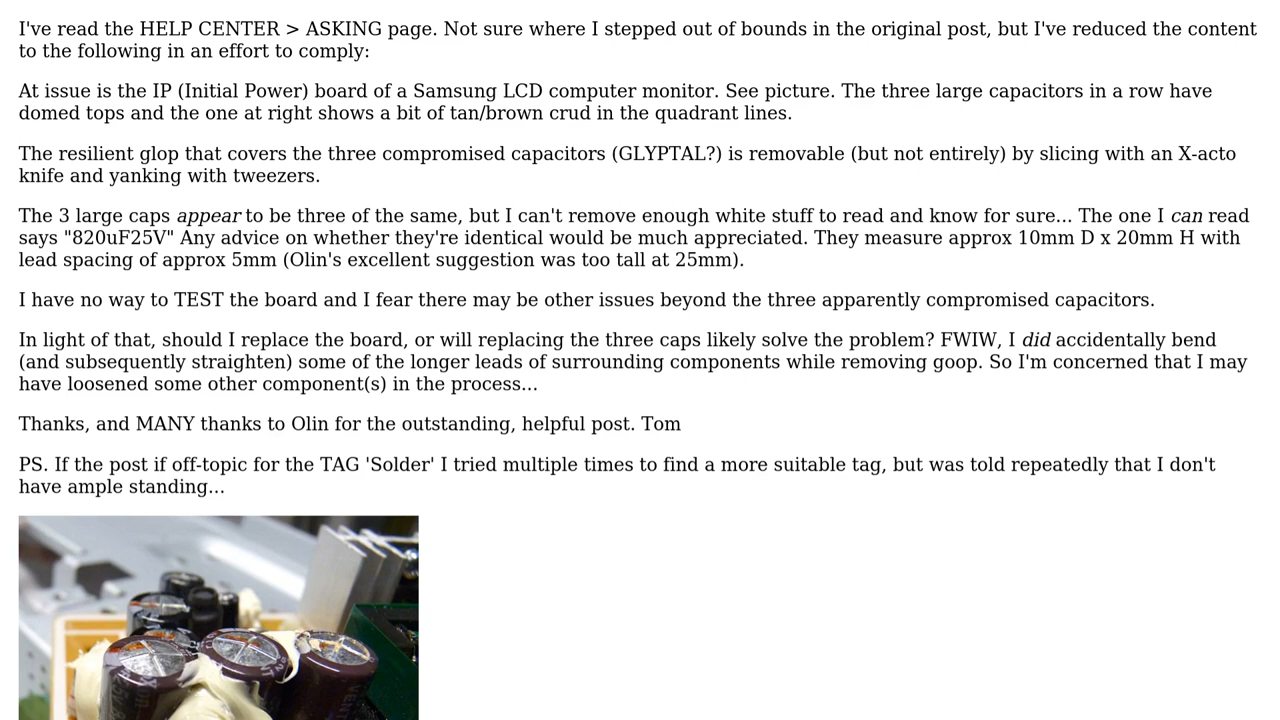 I've read the HELP CENTER > ASKING page. Not sure where I stepped out of bounds in the original post, but I've reduced the content
to the following in an effort to comply:
At issue is the IP (Initial Power) board of a Samsung LCD computer monitor. See picture. The three large capacitors in a row have
domed tops and the one at right shows a bit of tan/brown crud in the quadrant lines.
The resilient glop that covers the three compromised capacitors (GLYPTAL?) is removable (but not entirely) by slicing with an X-acto
knife and yanking with tweezers.
The 3 large caps appear to be three of the same, but I can't remove enough white stuff to read and know for sure... The one I can read
says "820uF25V" Any advice on whether they're identical would be much appreciated. They measure approx 10mm D x 20mm H with
lead spacing of approx 5mm (Olin's excellent suggestion was too tall at 25mm).
I have no way to TEST the board and I fear there may be other issues beyond the three apparently compromised capacitors.
In light of that, should I replace the board, or will replacing the three caps likely solve the problem? FWIW, I did accidentally bend
(and subsequently straighten) some of the longer leads of surrounding components while removing goop. So I'm concerned that I may
have loosened some other component(s) in the process...
Thanks, and MANY thanks to Olin for the outstanding, helpful post. Tom
PS. If the post if off-topic for the TAG 'Solder' I tried multiple times to find a more suitable tag, but was told repeatedly that I don't
have ample standing...